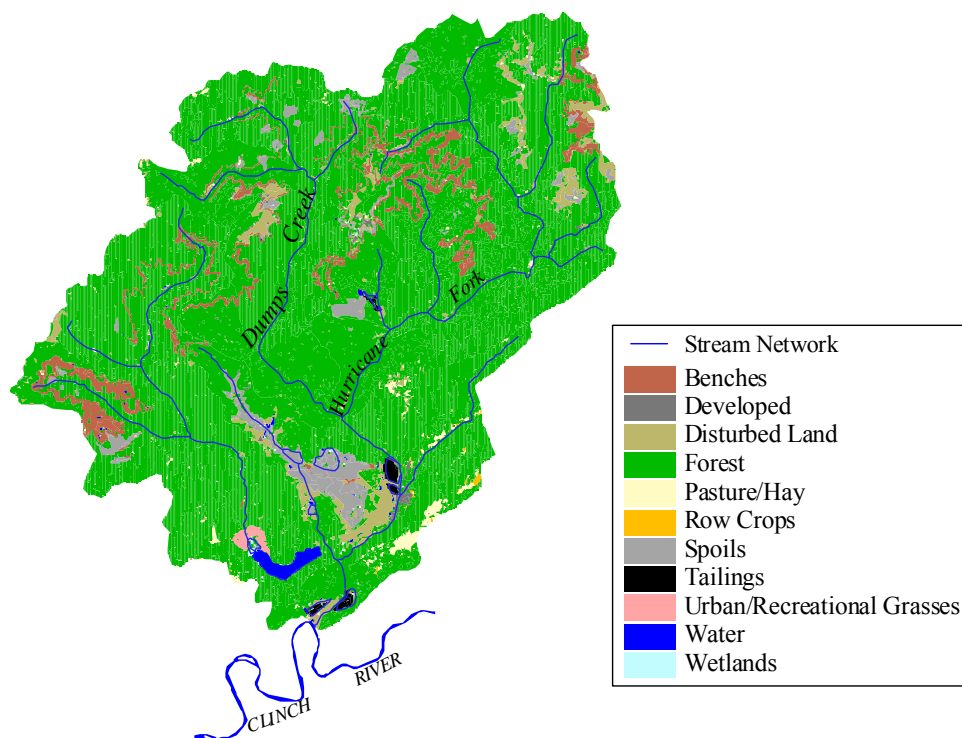 Dumps Creek
Hurricane Fork
CLINCH RIVER
Stream Network
Benches
Developed
Disturbed Land
Forest
Pasture/Hay
Row Crops
Spoils
Tailings
Urban/Recreational Grasses
Water
Wetlands